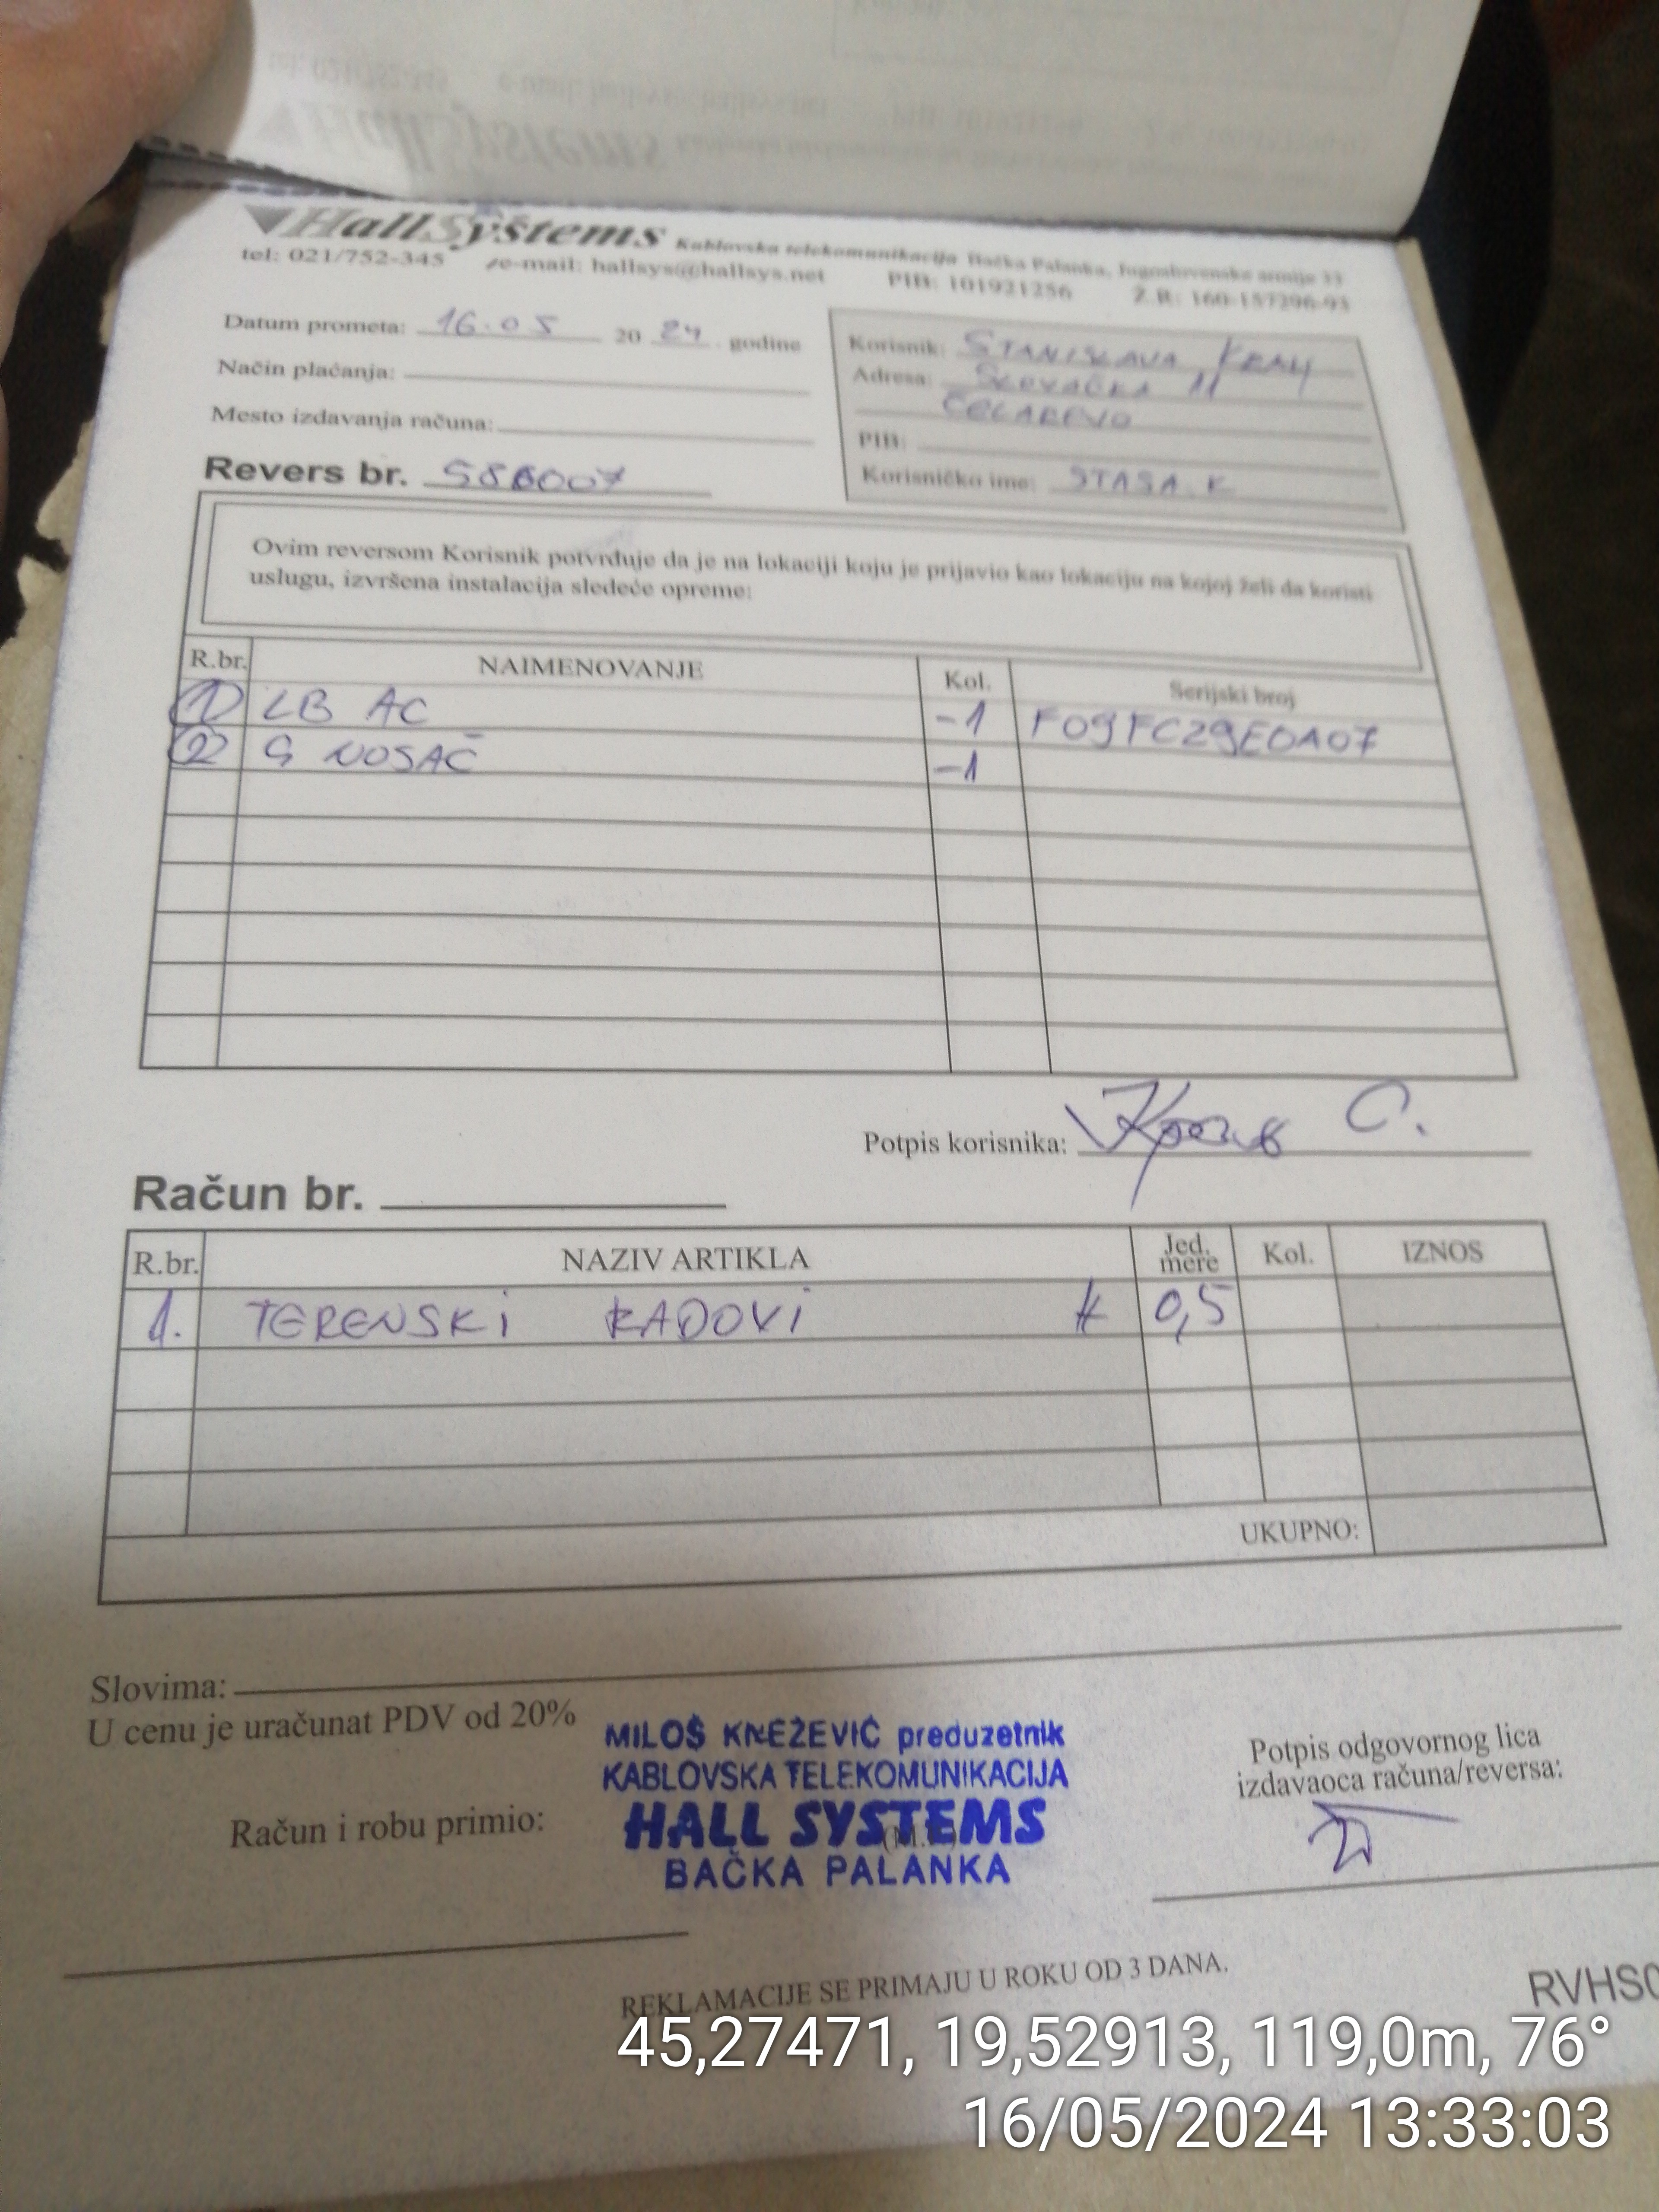 HallSystems Kablovska telekomunikacija Bačka Palanka, Jugoslovenske armije 33
tel: 021/752-345 e-mail: hallsys@hallsys.net PIB: 101921256 Ž.R: 160-157296-93
Datum prometa: 16.05 20 24. godine
Način plaćanja:
Mesto izdavanja računa:
Revers br. 586007
Korisnik: STANISLAVA
Adresa: SLOVAČKA 11
ČELAREVO
PIB:
Korisničko ime: STASA.K
Ovim reversom Korisnik potvrđuje da je na lokaciji koju je prijavio kao lokaciju na kojoj želi da koristi
uslugu, izvršena instalacija sledeće opreme:
R.br. NAIMENOVANJE Kol. Serijski broj
1) LB AC -1 F09FC29E0A07
2) G NOSAČ -1
Potpis korisnika:
Račun br.
R.br. NAZIV ARTIKLA Jed. mere Kol. IZNOS
1. TERENSKI RADOVI H 0,5
UKUPNO:
Slovima:
U cenu je uračunat PDV od 20%
MILOŠ KNEŽEVIĆ preduzetnik
KABLOVSKA TELEKOMUNIKACIJA
HALL SYSTEMS
BAČKA PALANKA
Račun i robu primio:
Potpis odgovornog lica
izdavaoca računa/reversa:
REKLAMACIJE SE PRIMAJU U ROKU OD 3 DANA.
RVHS0
45,27471, 19,52913, 119,0m, 76°
16/05/2024 13:33:03